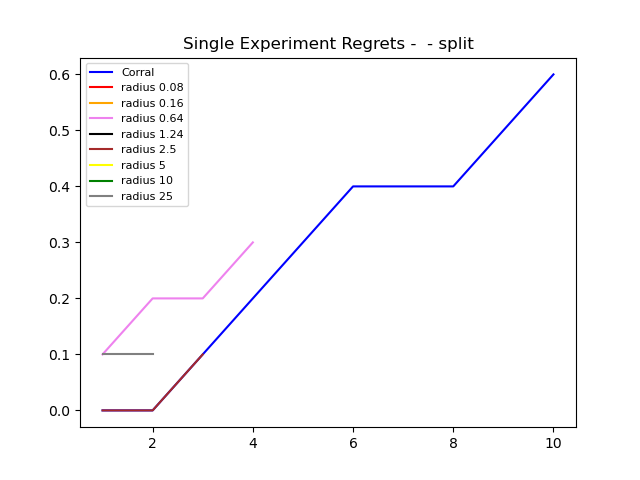 Single Experiment Regrets -  - split
Corral
radius 0.08
radius 0.16
radius 0.64
radius 1.24
radius 2.5
radius 5
radius 10
radius 25
0.6
0.5
0.4
0.3
0.2
0.1
0.0
2 4 6 8 10